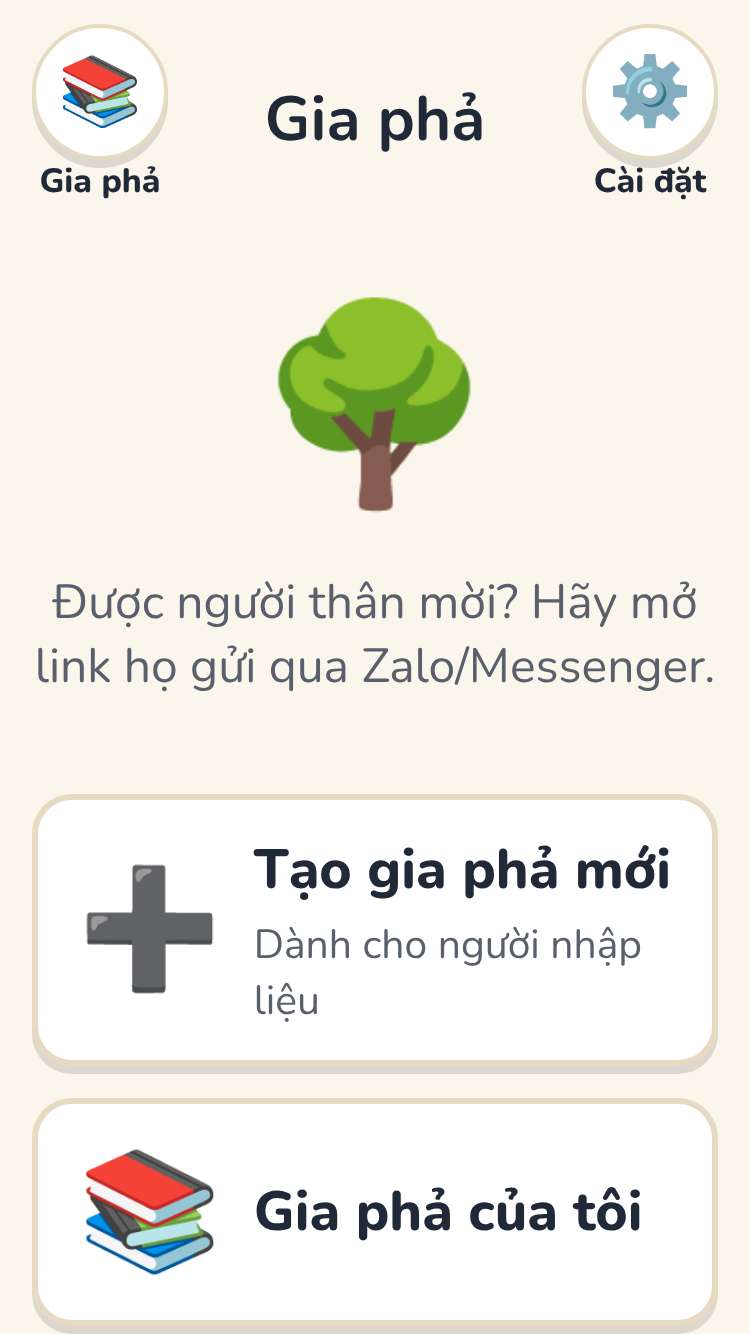 Gia phả
Gia phả
Cài đặt
Được người thân mời? Hãy mở
link họ gửi qua Zalo/Messenger.
Tạo gia phả mới
Dành cho người nhập
liệu
Gia phả của tôi